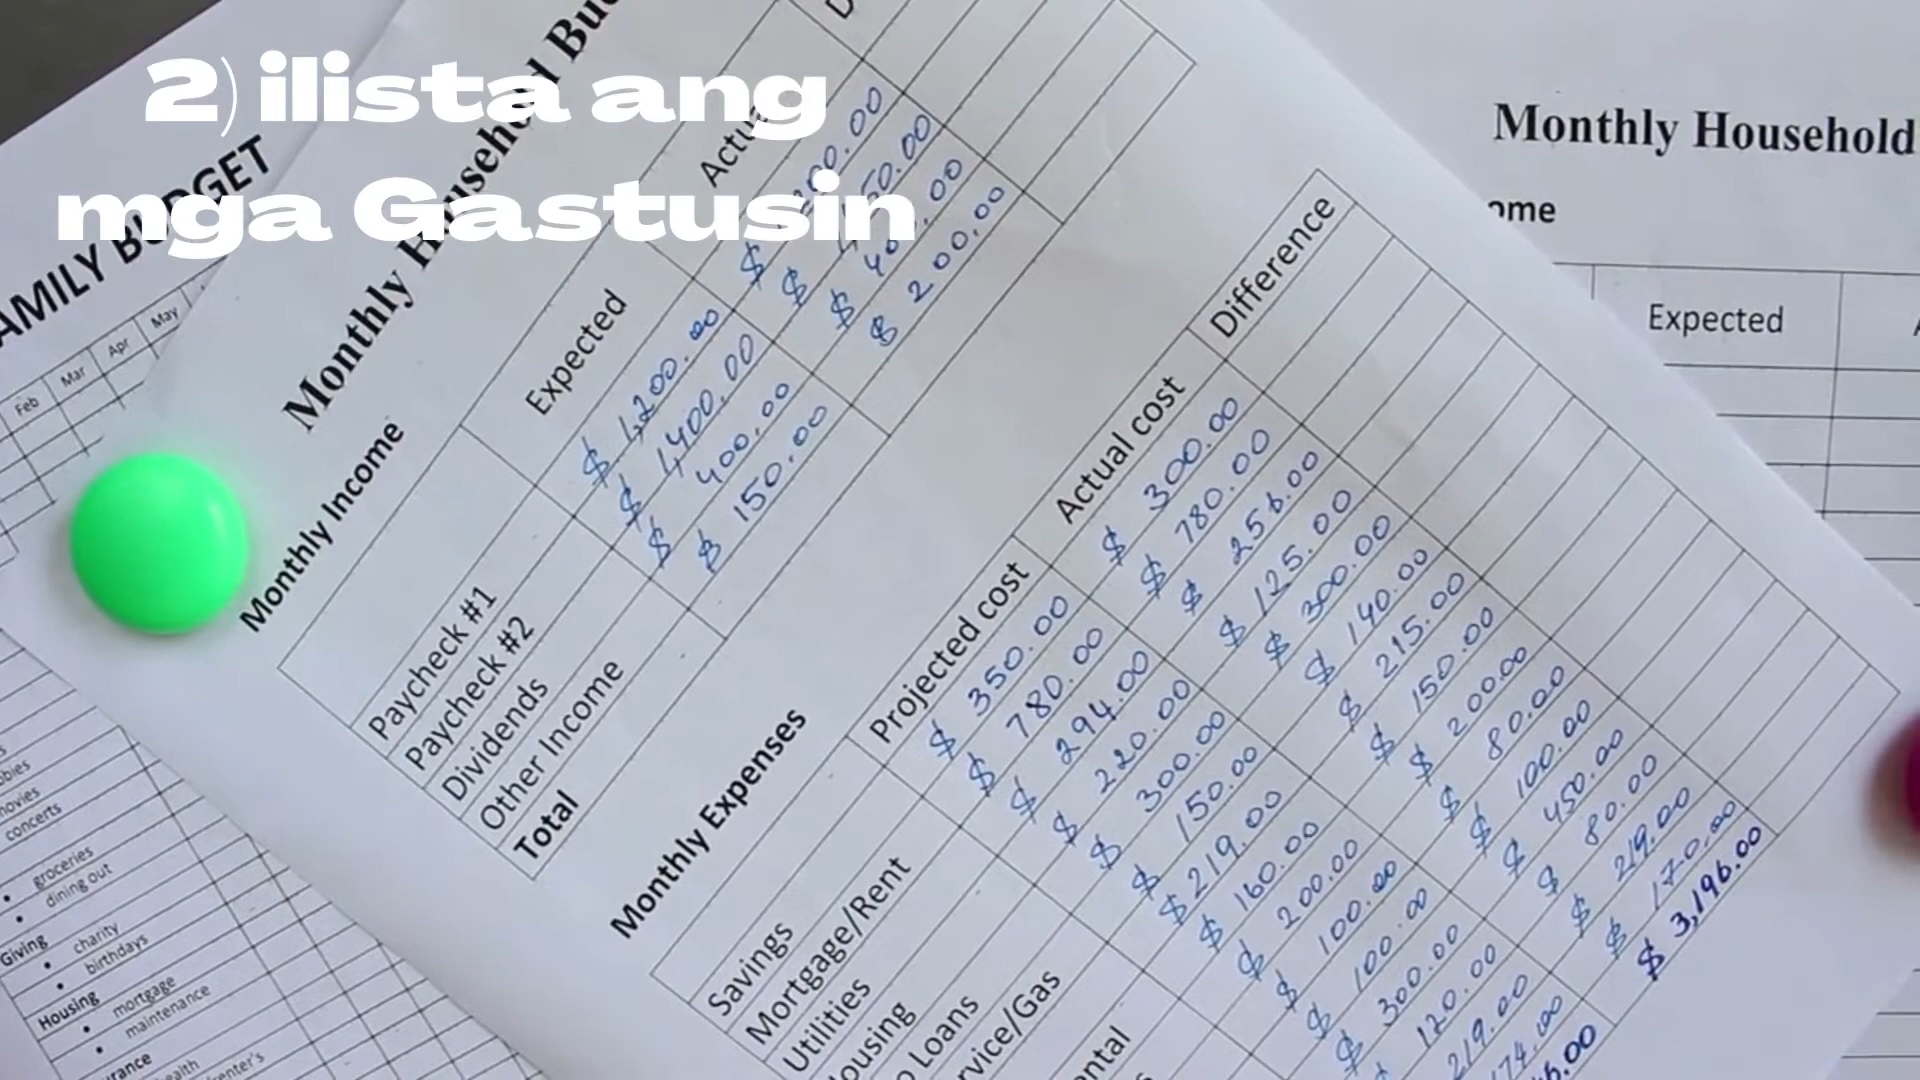 2) ilista ang
mga Gastusin
FAMILY BUDGET
Feb Mar Apr May
movies
concerts
groceries
dining out
Giving
charity
birthdays
Housing
mortgage
maintenance
Monthly Household
Monthly Income
Expected
Paycheck #1 $ 1,200.00
Paycheck #2 $ 1,400.00 $
Dividends $ 400.00 $
Other Income $ 150.00 $ 200.00
Total
Monthly Expenses
Projected cost Actual cost Difference
Savings $ 350.00 $ 300.00
Mortgage/Rent $ 780.00 $ 780.00
Utilities $ 294.00 $ 256.00
$ 220.00 $ 125.00
Loans $ 300.00 $ 300.00
$ 150.00 $ 140.00
$ 219.00 $ 215.00
$ 160.00 $ 150.00
$ 200.00 $ 200.00
$ 100.00 $ 80.00
$ 100.00 $ 100.00
$ 300.00 $ 450.00
120.00 $ 80.00
219.00 $ 219.00
$ 170.00
$ 3,196.00
Monthly Household
Expected